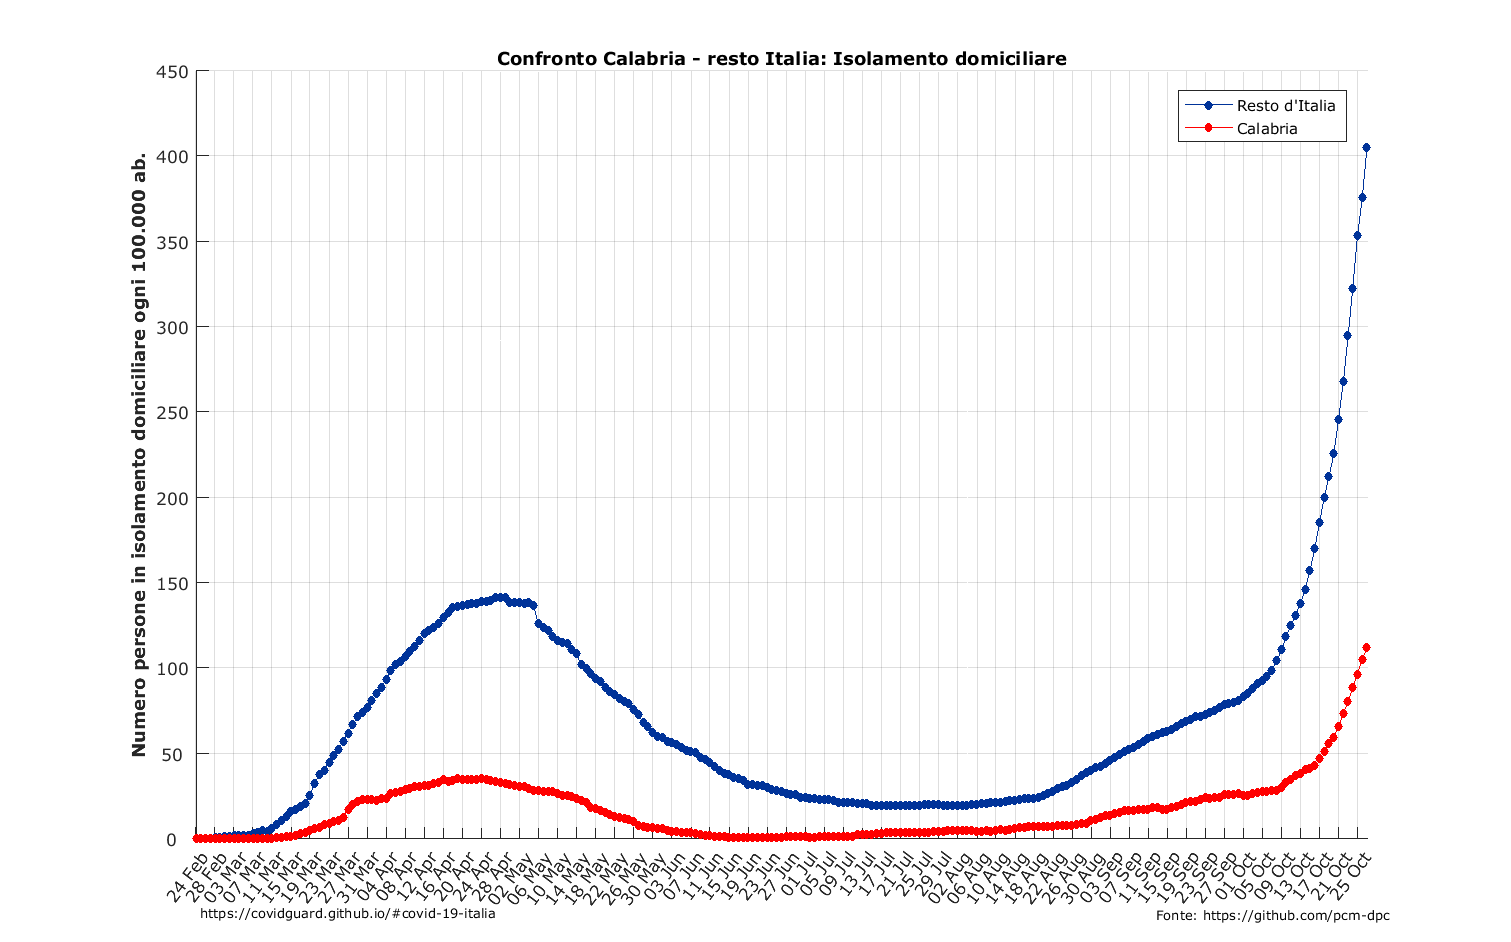 Confronto Calabria - resto Italia: Isolamento domiciliare
Numero persone in isolamento domiciliare ogni 100.000 ab.
450
400
350
300
250
200
150
100
50
0
Resto d'Italia
Calabria
24 Feb
28 Feb
03 Mar
07 Mar
11 Mar
15 Mar
19 Mar
23 Mar
27 Mar
31 Mar
04 Apr
08 Apr
12 Apr
16 Apr
20 Apr
24 Apr
28 Apr
02 May
06 May
10 May
14 May
18 May
22 May
26 May
30 May
03 Jun
07 Jun
11 Jun
15 Jun
19 Jun
23 Jun
27 Jun
01 Jul
05 Jul
09 Jul
13 Jul
17 Jul
21 Jul
25 Jul
29 Jul
02 Aug
06 Aug
10 Aug
14 Aug
18 Aug
22 Aug
26 Aug
30 Aug
03 Sep
07 Sep
11 Sep
15 Sep
19 Sep
23 Sep
27 Sep
01 Oct
05 Oct
09 Oct
13 Oct
17 Oct
21 Oct
25 Oct
https://covidguard.github.io/#covid-19-italia
Fonte: https://github.com/pcm-dpc